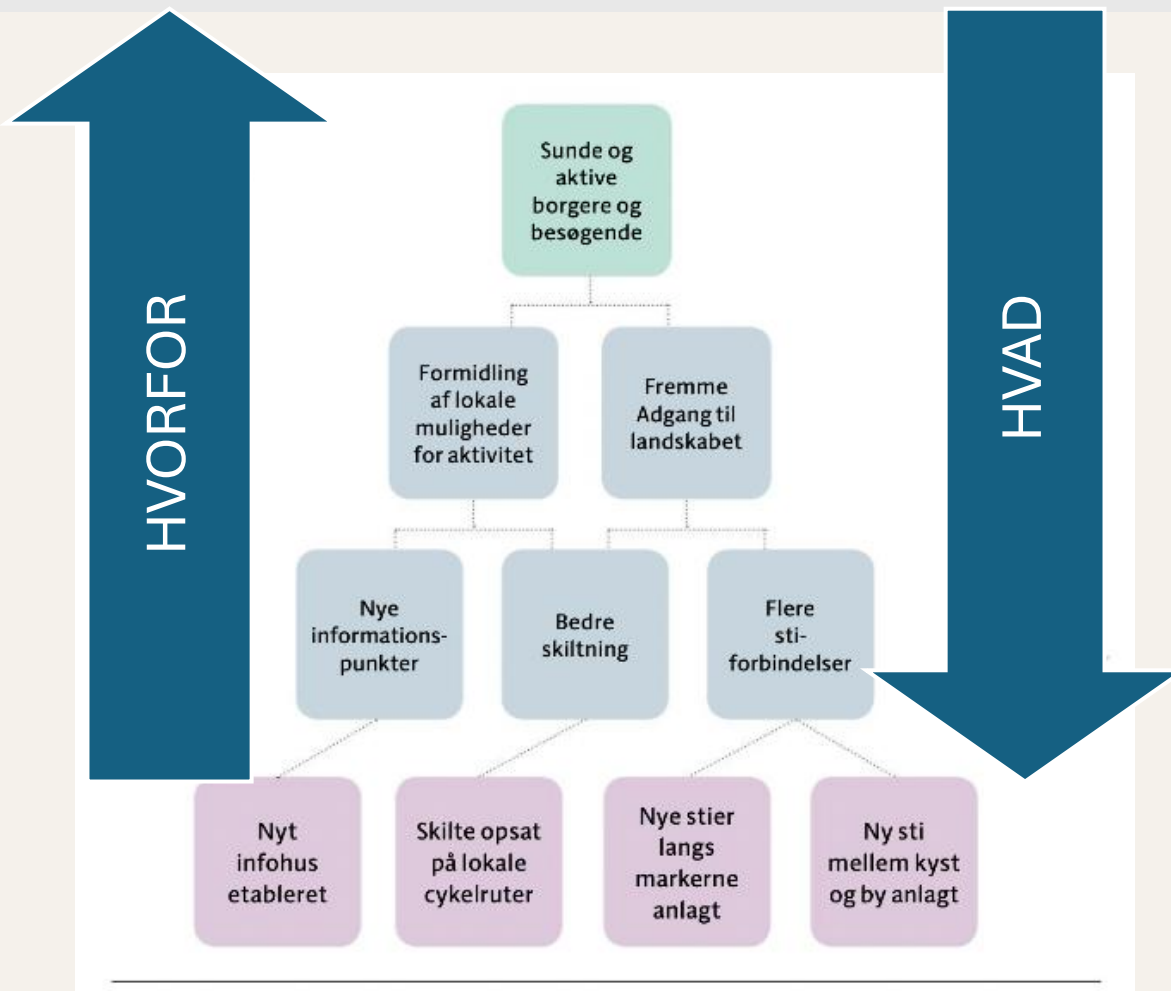 HVORFOR
HVAD
Sunde og
aktive
borgere og
besøgende
Formidling
af lokale
muligheder
for aktivitet
Fremme
Adgang til
landskabet
Nye
informations-
punkter
Bedre
skiltning
Flere
sti-
forbindelser
Nyt
infohus
etableret
Skilte opsat
på lokale
cykelruter
Nye stier
langs
markerne
anlagt
Ny sti
mellem kyst
og by anlagt